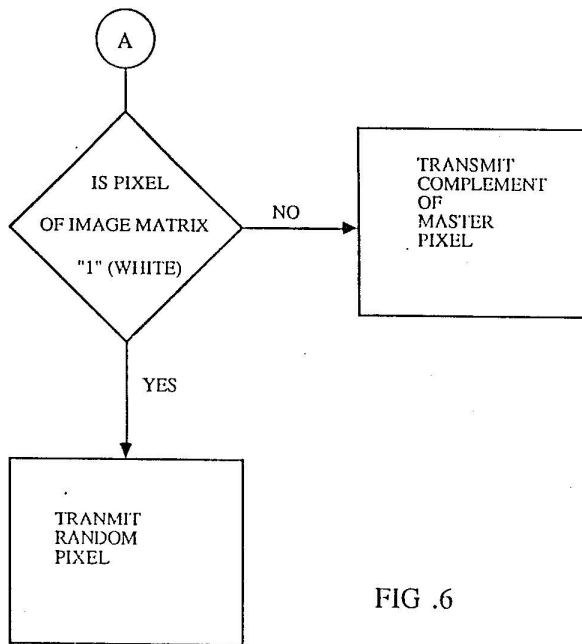 A
IS PIXEL
OF IMAGE MATRIX
"1" (WHITE)
NO
TRANSMIT
COMPLEMENT
OF
MASTER
PIXEL
YES
TRANMIT
RANDOM
PIXEL
FIG .6